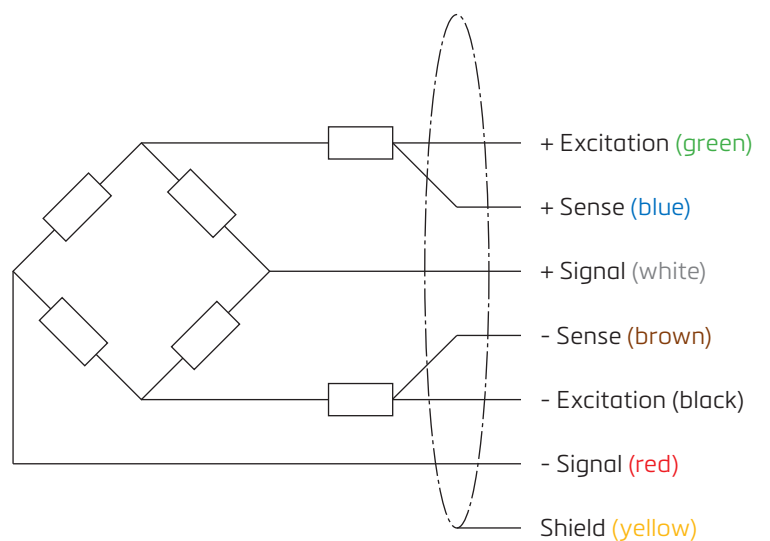 + Excitation (green)
+ Sense (blue)
+ Signal (white)
- Sense (brown)
- Excitation (black)
- Signal (red)
Shield (yellow)